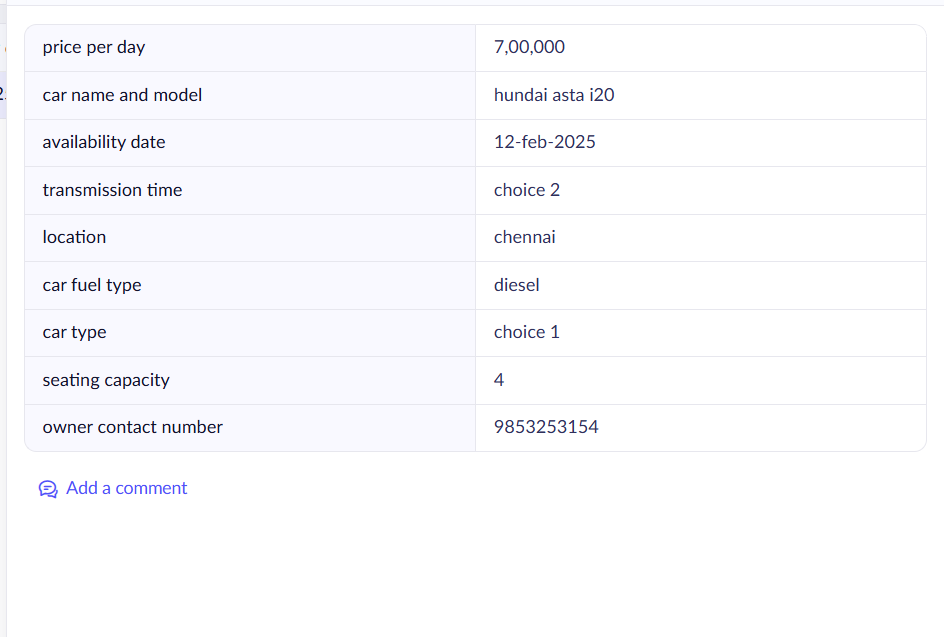 price per day 7,00,000
car name and model hundai asta i20
availability date 12-feb-2025
transmission time choice 2
location chennai
car fuel type diesel
car type choice 1
seating capacity 4
owner contact number 9853253154
Add a comment